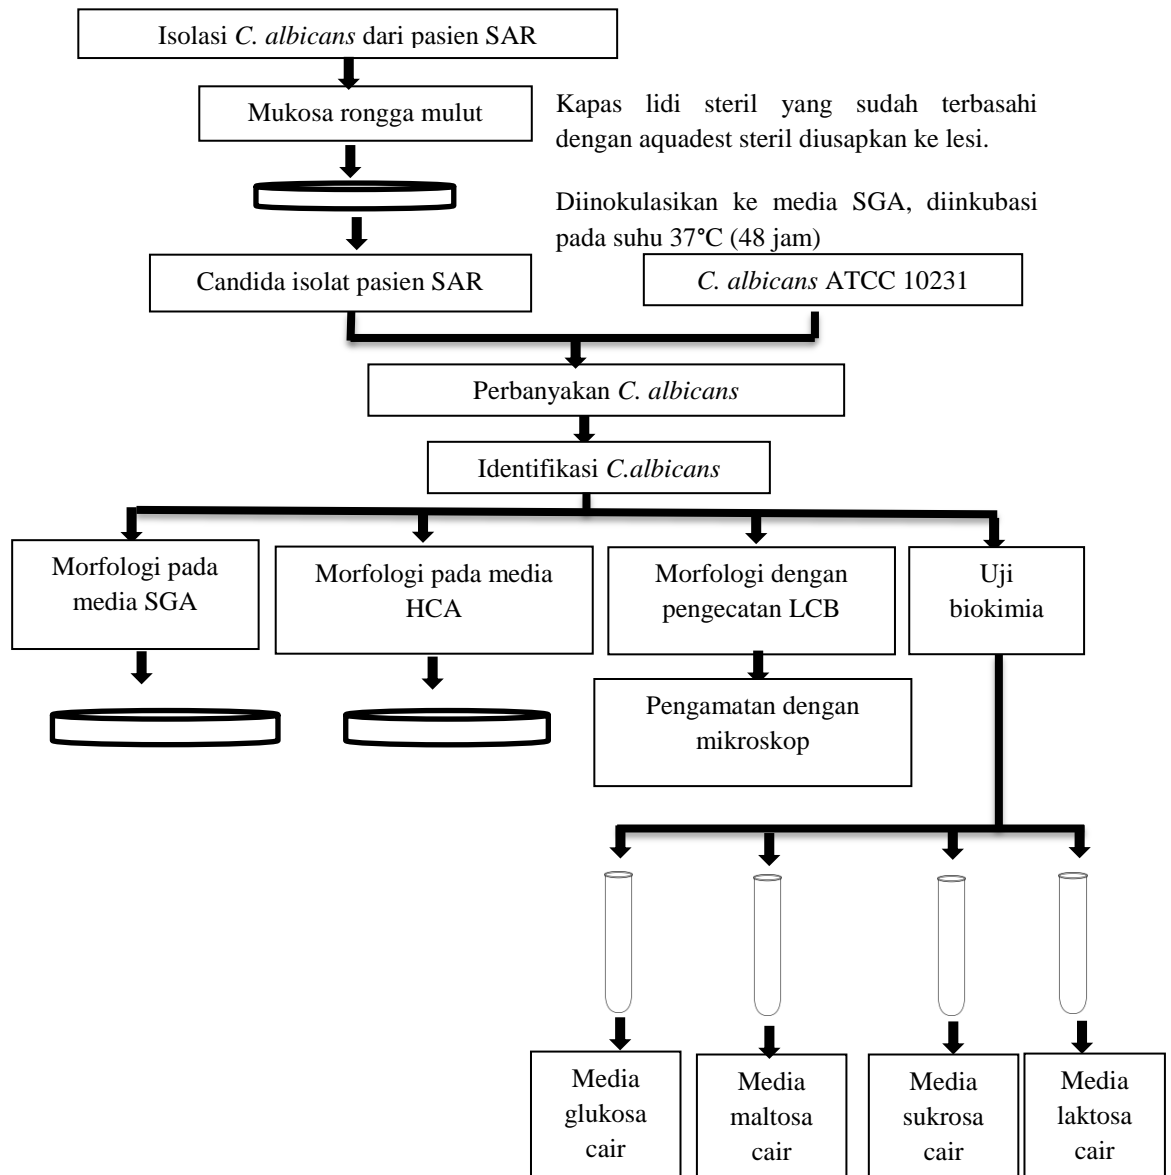 Isolasi C. albicans dari pasien SAR
Mukosa rongga mulut
Kapas lidi steril yang sudah terbasahi
dengan aquadest steril diusapkan ke lesi.
Diinokulasikan ke media SGA, diinkubasi
pada suhu 37°C (48 jam)
Candida isolat pasien SAR
C. albicans ATCC 10231
Perbanyakan C. albicans
Identifikasi C.albicans
Morfologi pada
media SGA
Morfologi pada media
HCA
Morfologi dengan
pengecatan LCB
Uji
biokimia
Pengamatan dengan
mikroskop
Media
glukosa
cair
Media
maltosa
cair
Media
sukrosa
cair
Media
laktosa
cair